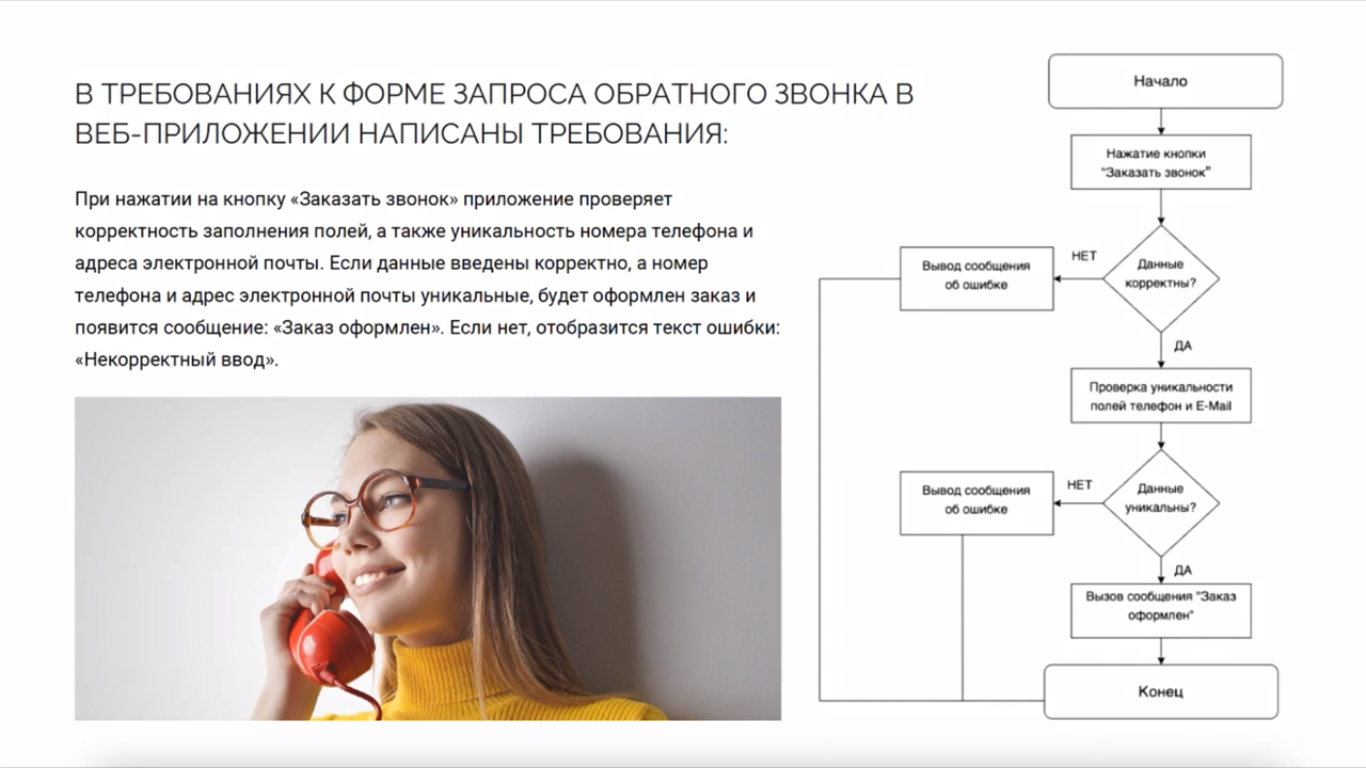 В ТРЕБОВАНИЯХ К ФОРМЕ ЗАПРОСА ОБРАТНОГО ЗВОНКА В
ВЕБ-ПРИЛОЖЕНИИ НАПИСАНЫ ТРЕБОВАНИЯ:
При нажатии на кнопку «Заказать звонок» приложение проверяет
корректность заполнения полей, а также уникальность номера телефона и
адреса электронной почты. Если данные введены корректно, а номер
телефона и адрес электронной почты уникальные, будет оформлен заказ и
появится сообщение: «Заказ оформлен». Если нет, отобразится текст ошибки:
«Некорректный ввод».
Начало
Нажатие кнопки
"Заказать звонок"
Данные
корректны?
НЕТ
Вывод сообщения
об ошибке
ДА
Проверка уникальности
полей телефон и E-Mail
Данные
уникальны?
НЕТ
Вывод сообщения
об ошибке
ДА
Вызов сообщения "Заказ
оформлен"
Конец